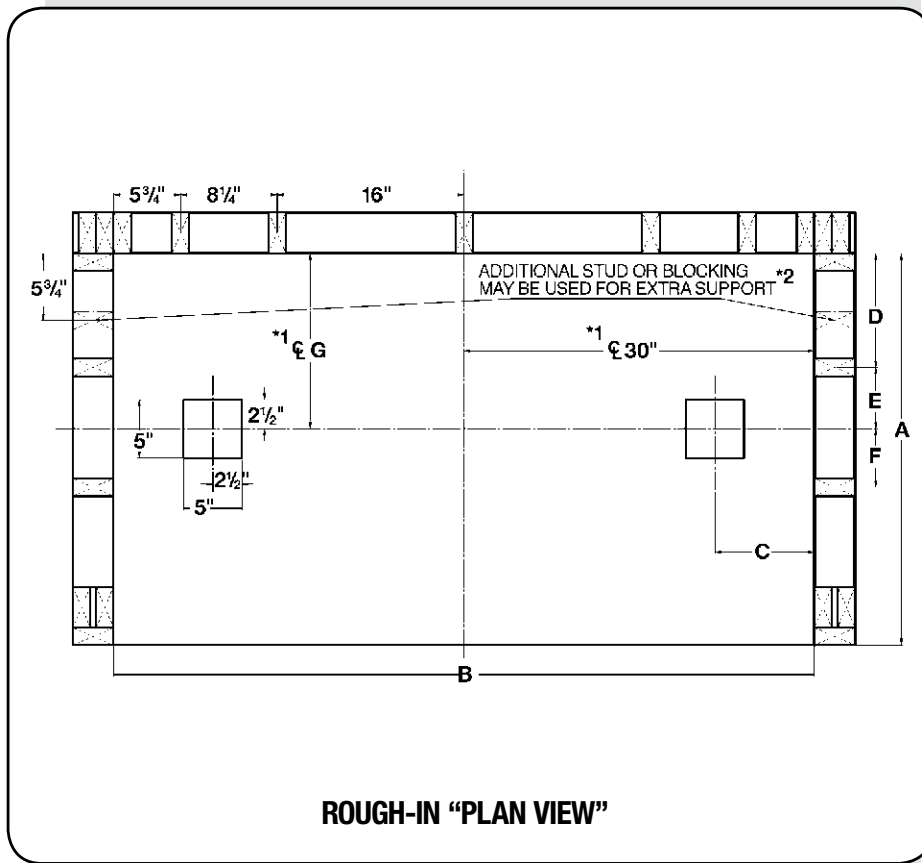 5¾" 8¼" 16"
5¾"
ADDITIONAL STUD OR BLOCKING
MAY BE USED FOR EXTRA SUPPORT *2
D
*1 ℄ G
*1 ℄ 30"
E
2½"
5"
A
F
2½"
5"
C
B
ROUGH-IN “PLAN VIEW”